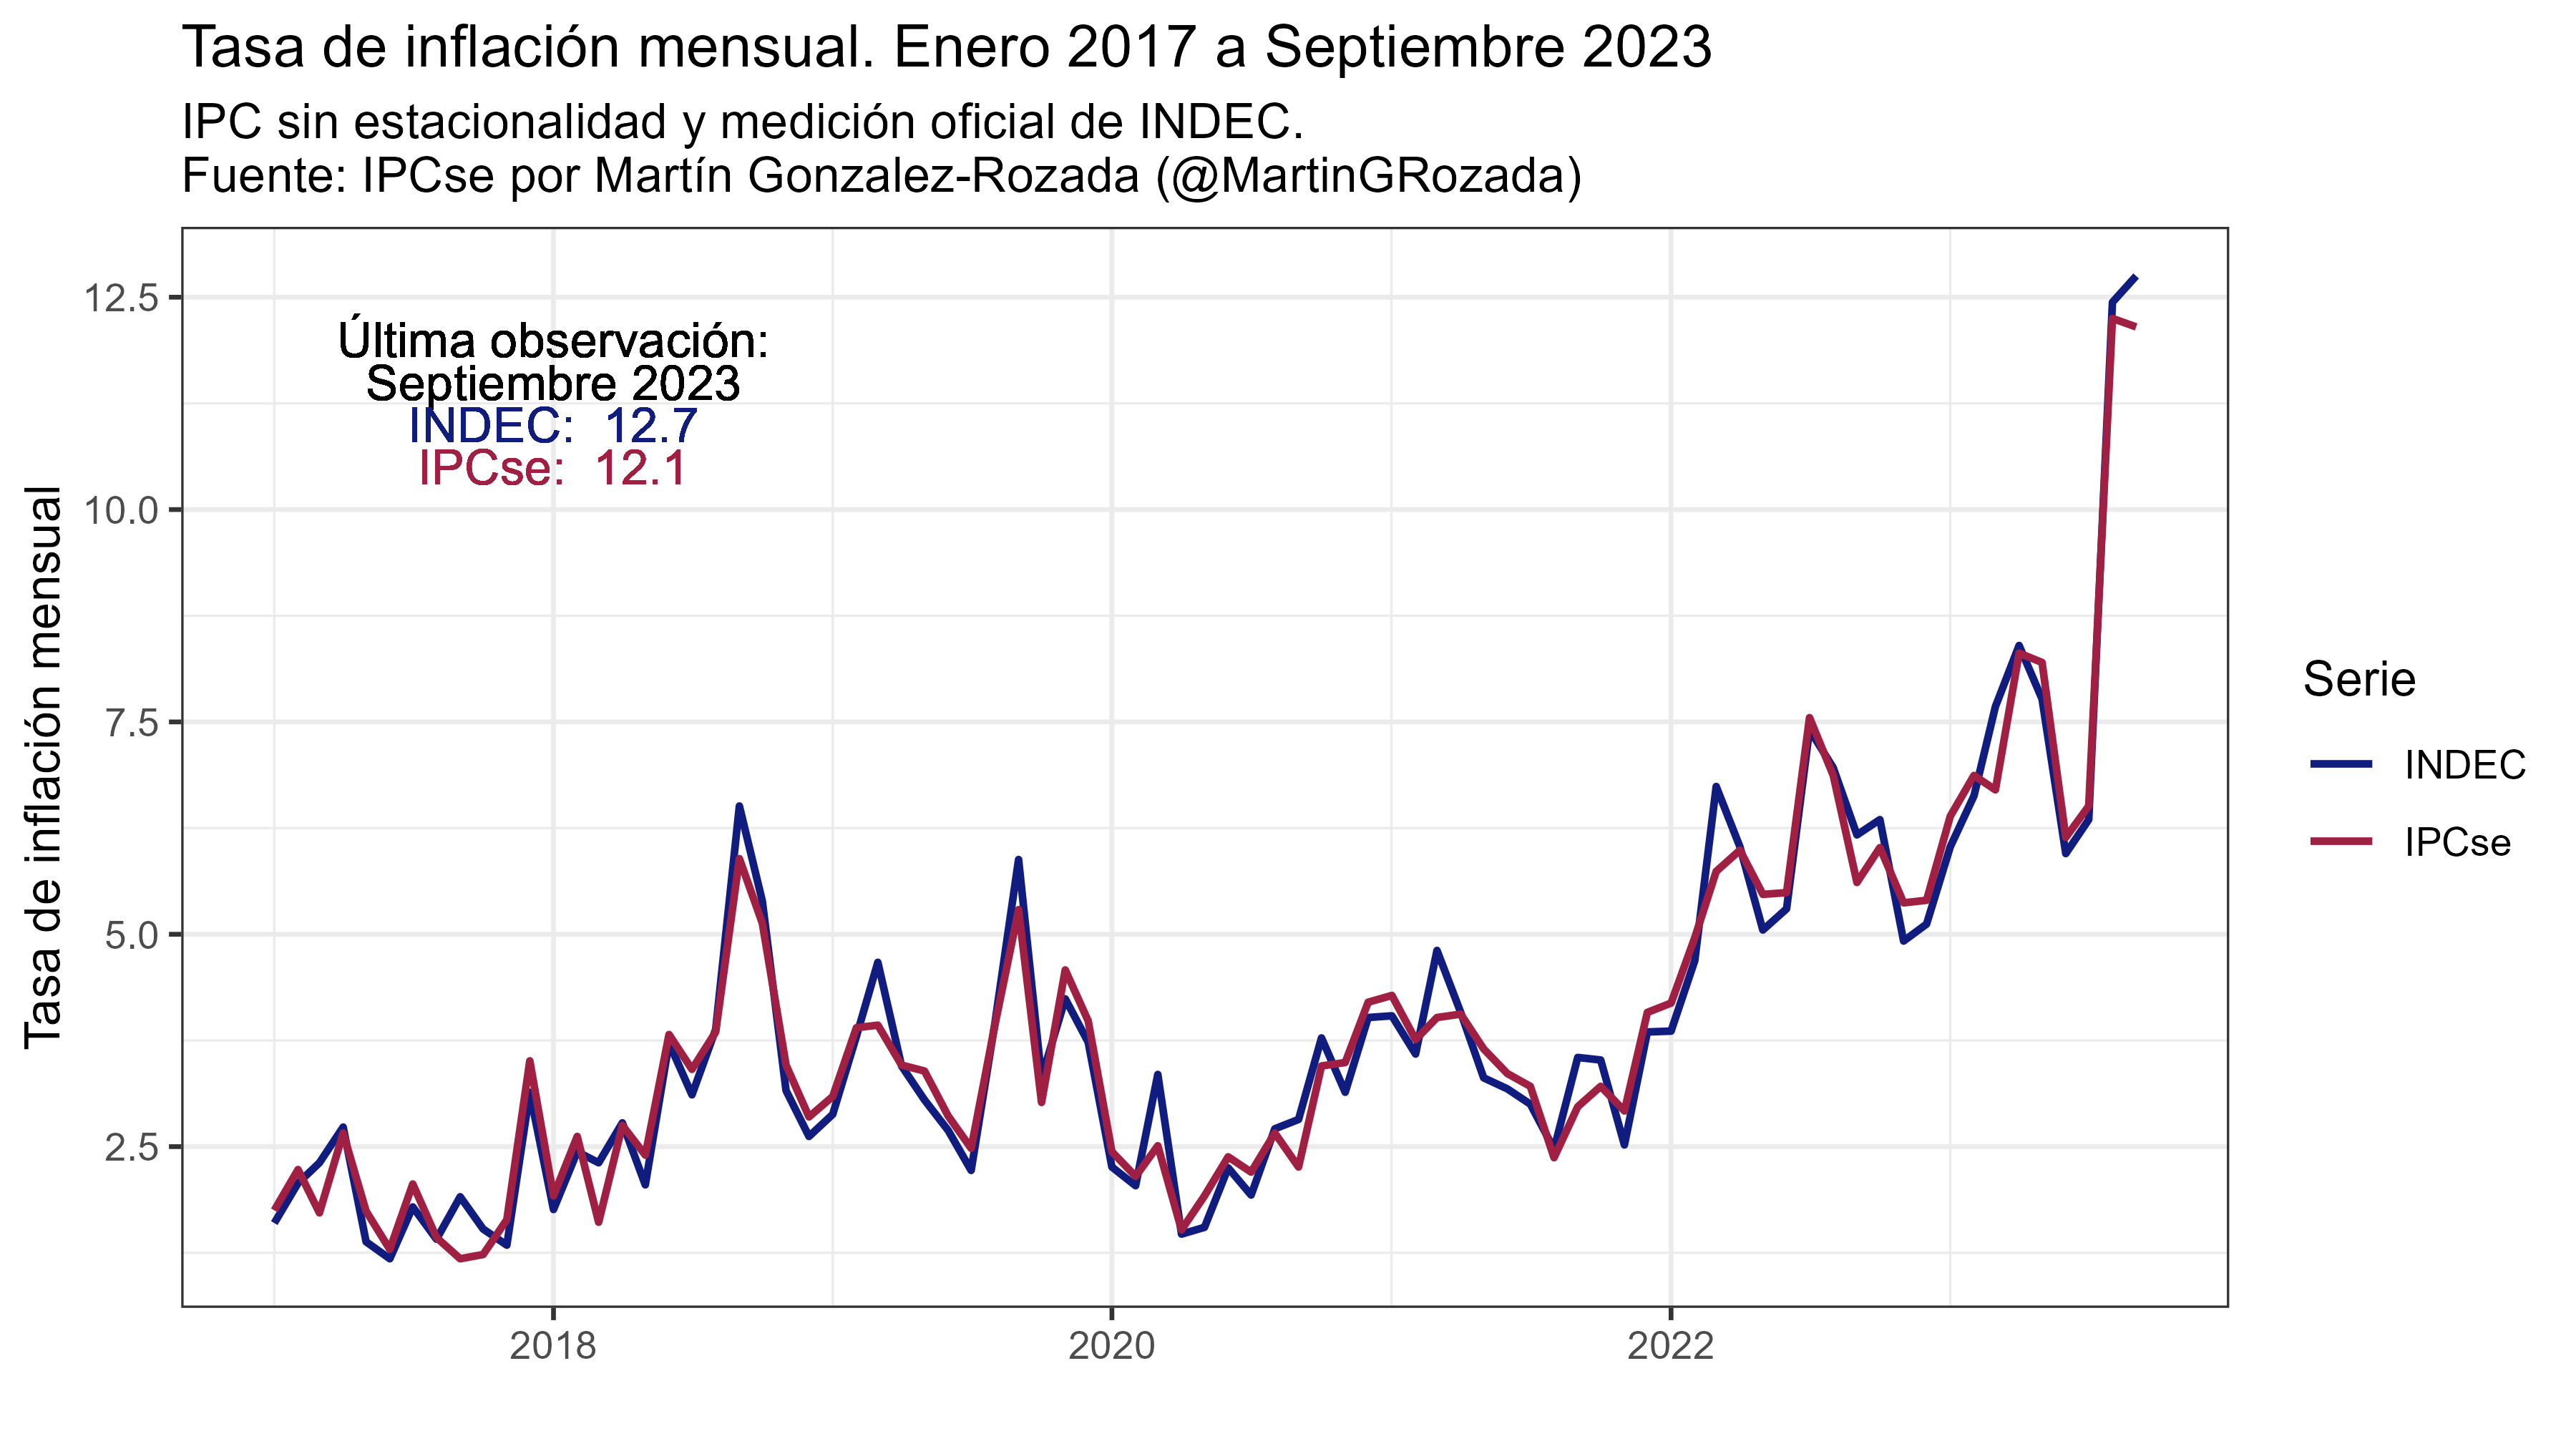 Tasa de inflación mensual. Enero 2017 a Septiembre 2023
IPC sin estacionalidad y medición oficial de INDEC.
Fuente: IPCse por Martín Gonzalez-Rozada (@MartinGRozada)
Tasa de inflación mensual
12.5
10.0
7.5
5.0
2.5
Última observación:
Septiembre 2023
INDEC: 12.7
IPCse: 12.1
2018
2020
2022
Serie
INDEC
IPCse